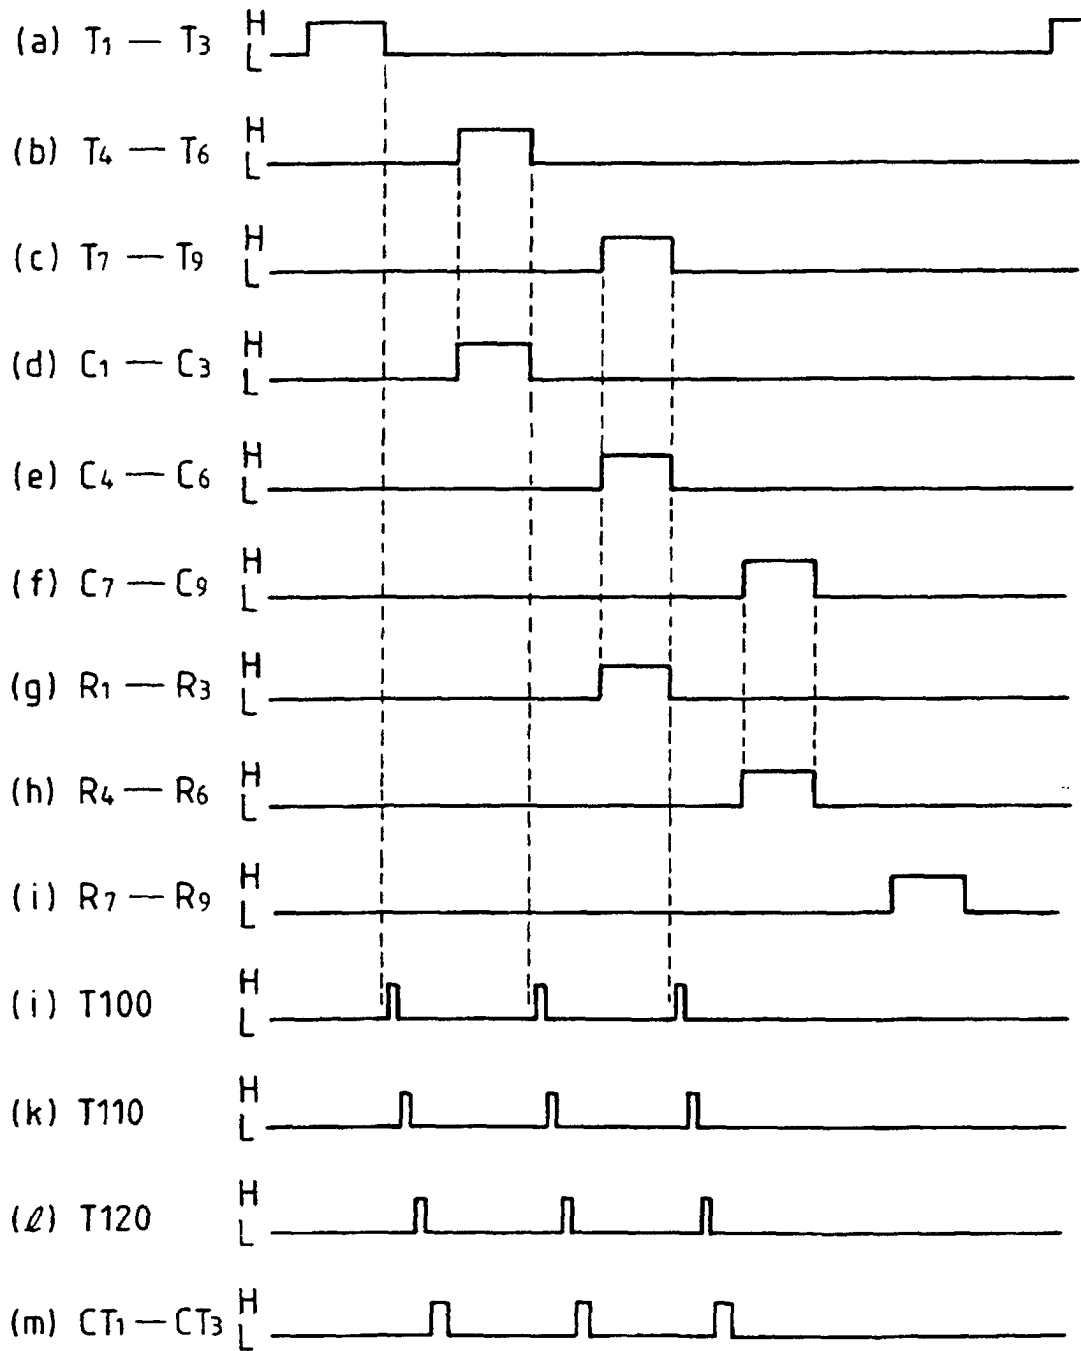 (a) T1 — T3 H L
(b) T4 — T6 H L
(c) T7 — T9 H L
(d) C1 — C3 H L
(e) C4 — C6 H L
(f) C7 — C9 H L
(g) R1 — R3 H L
(h) R4 — R6 H L
(i) R7 — R9 H L
(i) T100 H L
(k) T110 H L
(ℓ) T120 H L
(m) CT1 — CT3 H L